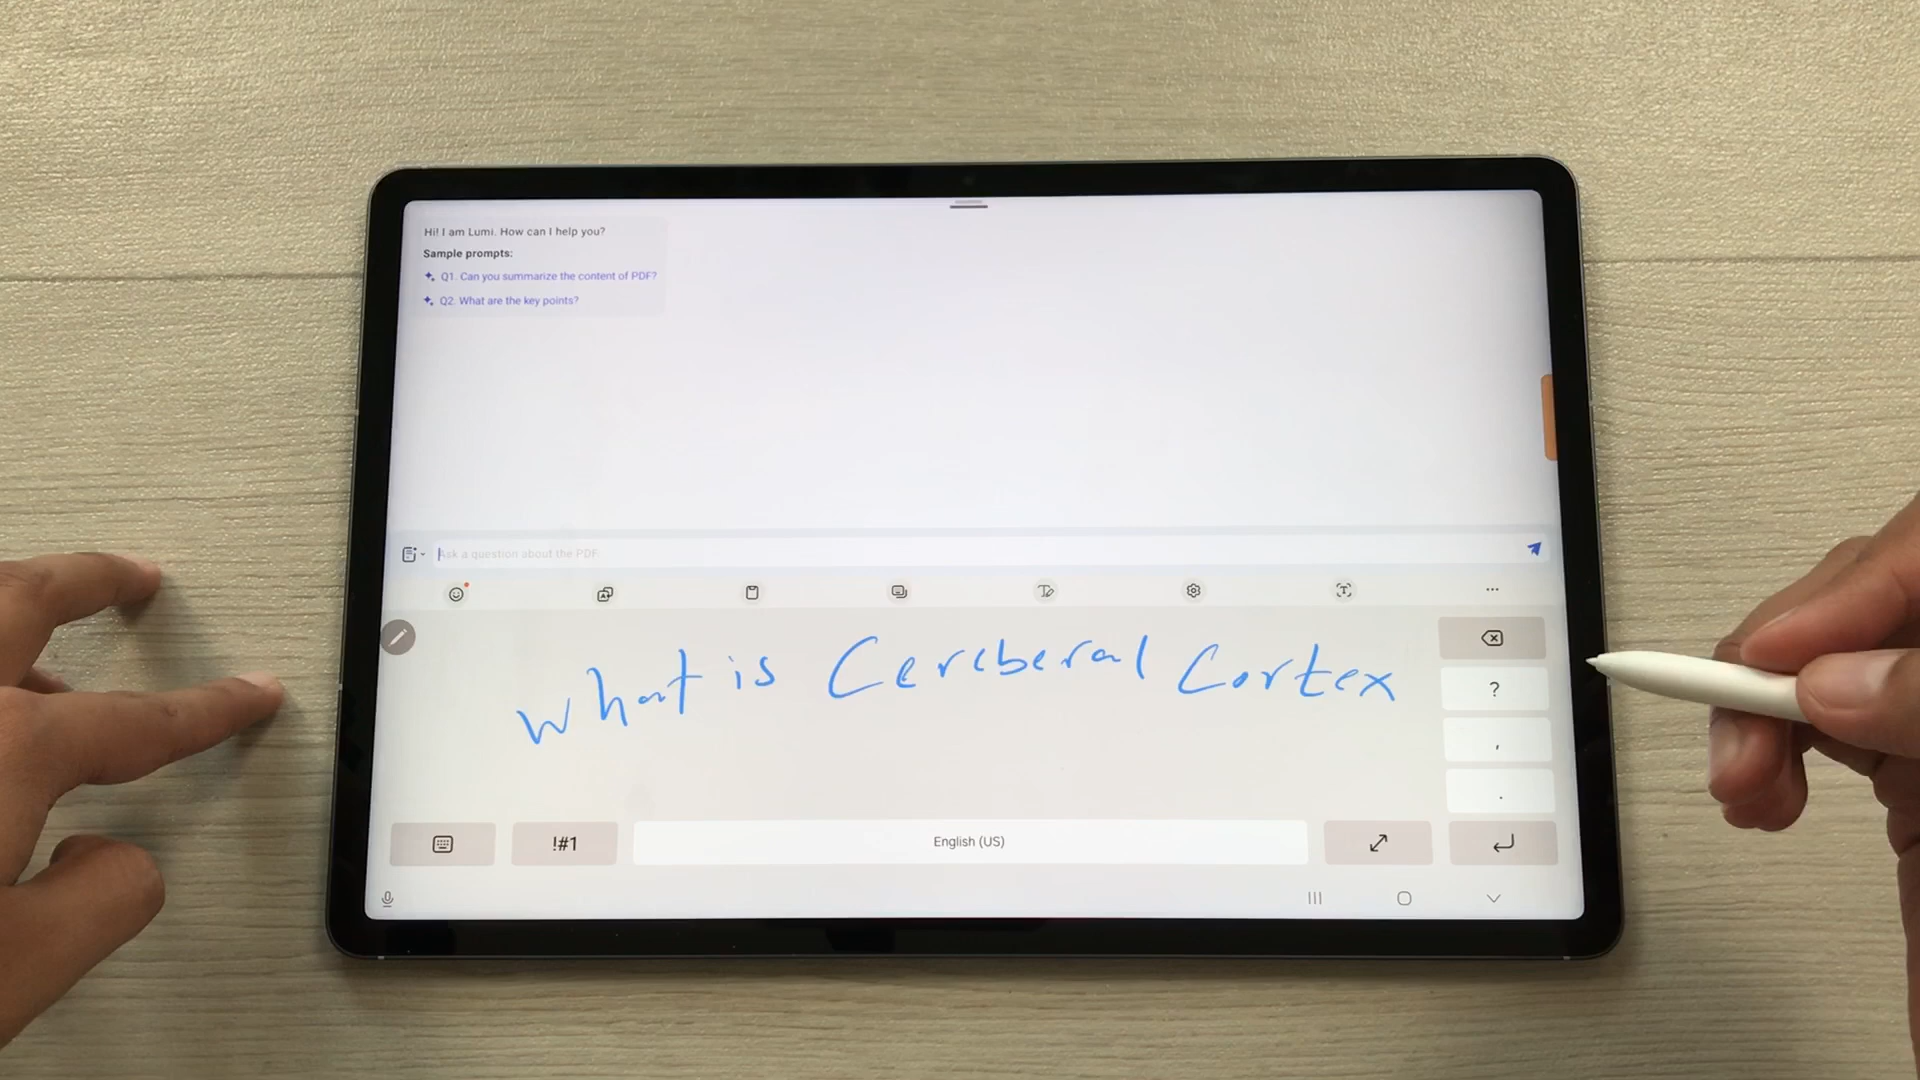 Hi! I am Lumi. How can I help you?
Sample prompts:
Q1. Can you summarize the content of PDF?
Q2. What are the key points?
Ask a question about the PDF
What is Cercberal Cortex
?
,
.
!#1
English (US)